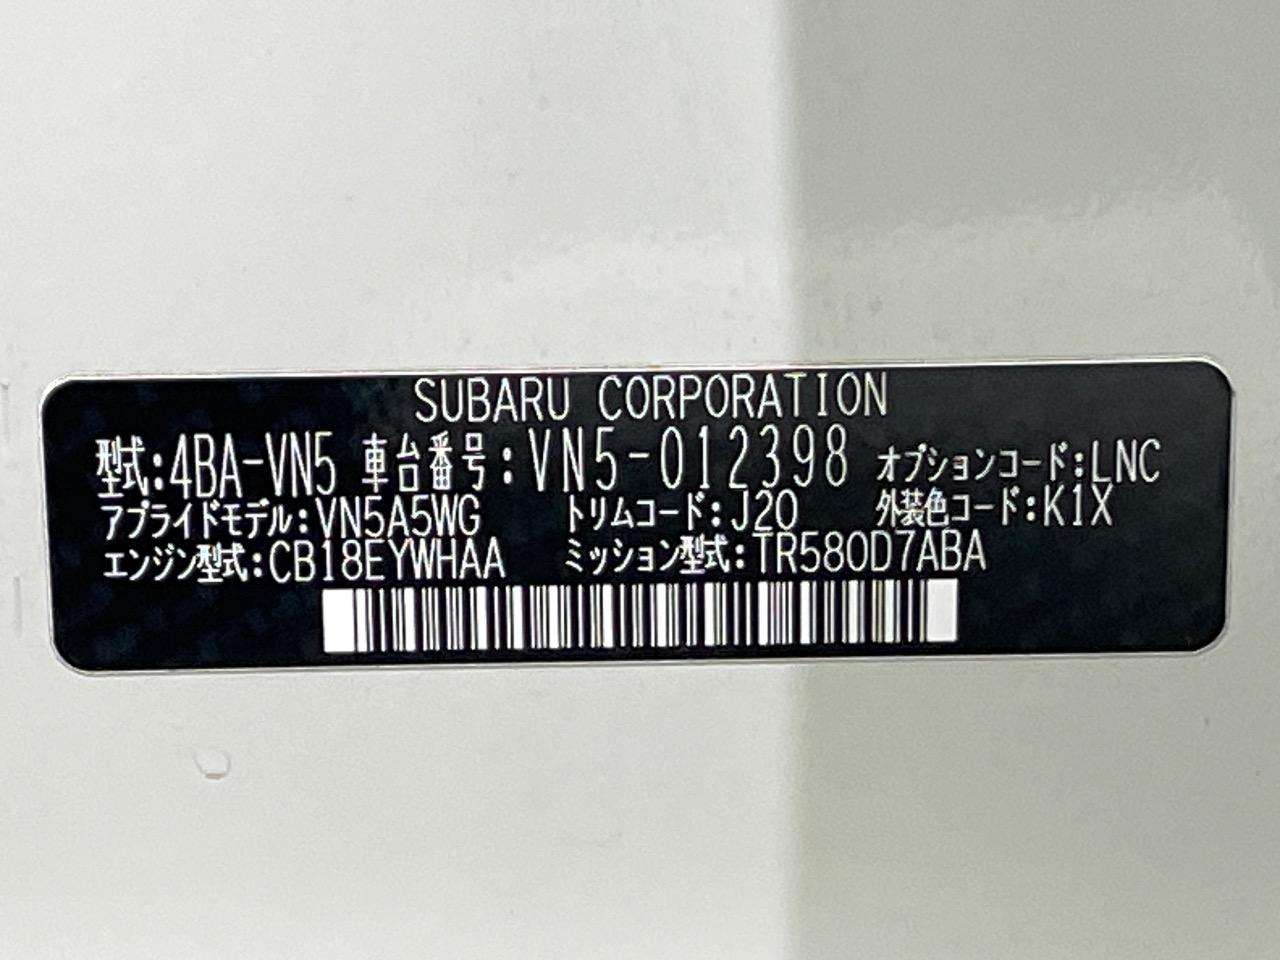 SUBARU CORPORATION
型式:4BA-VN5 車台番号:VN5-012398 オプションコード:LNC
アプライドモデル:VN5A5WG トリムコード:J20 外装色コード:K1X
エンジン型式:CB18EYWHAA ミッション型式:TR580D7ABA